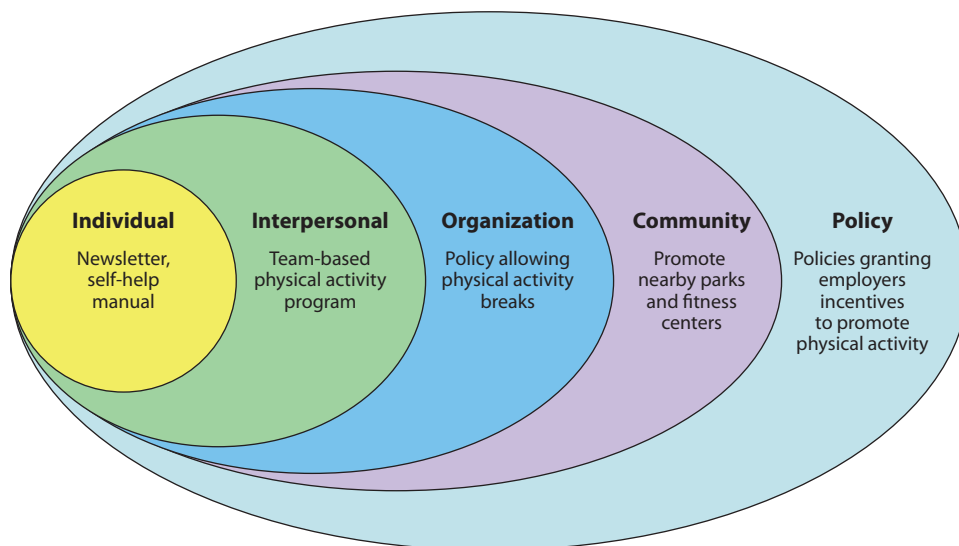 Individual
Newsletter,
self-help
manual
Interpersonal
Team-based
physical activity
program
Organization
Policy allowing
physical activity
breaks
Community
Promote
nearby parks
and fitness
centers
Policy
Policies granting
employers
incentives
to promote
physical activity